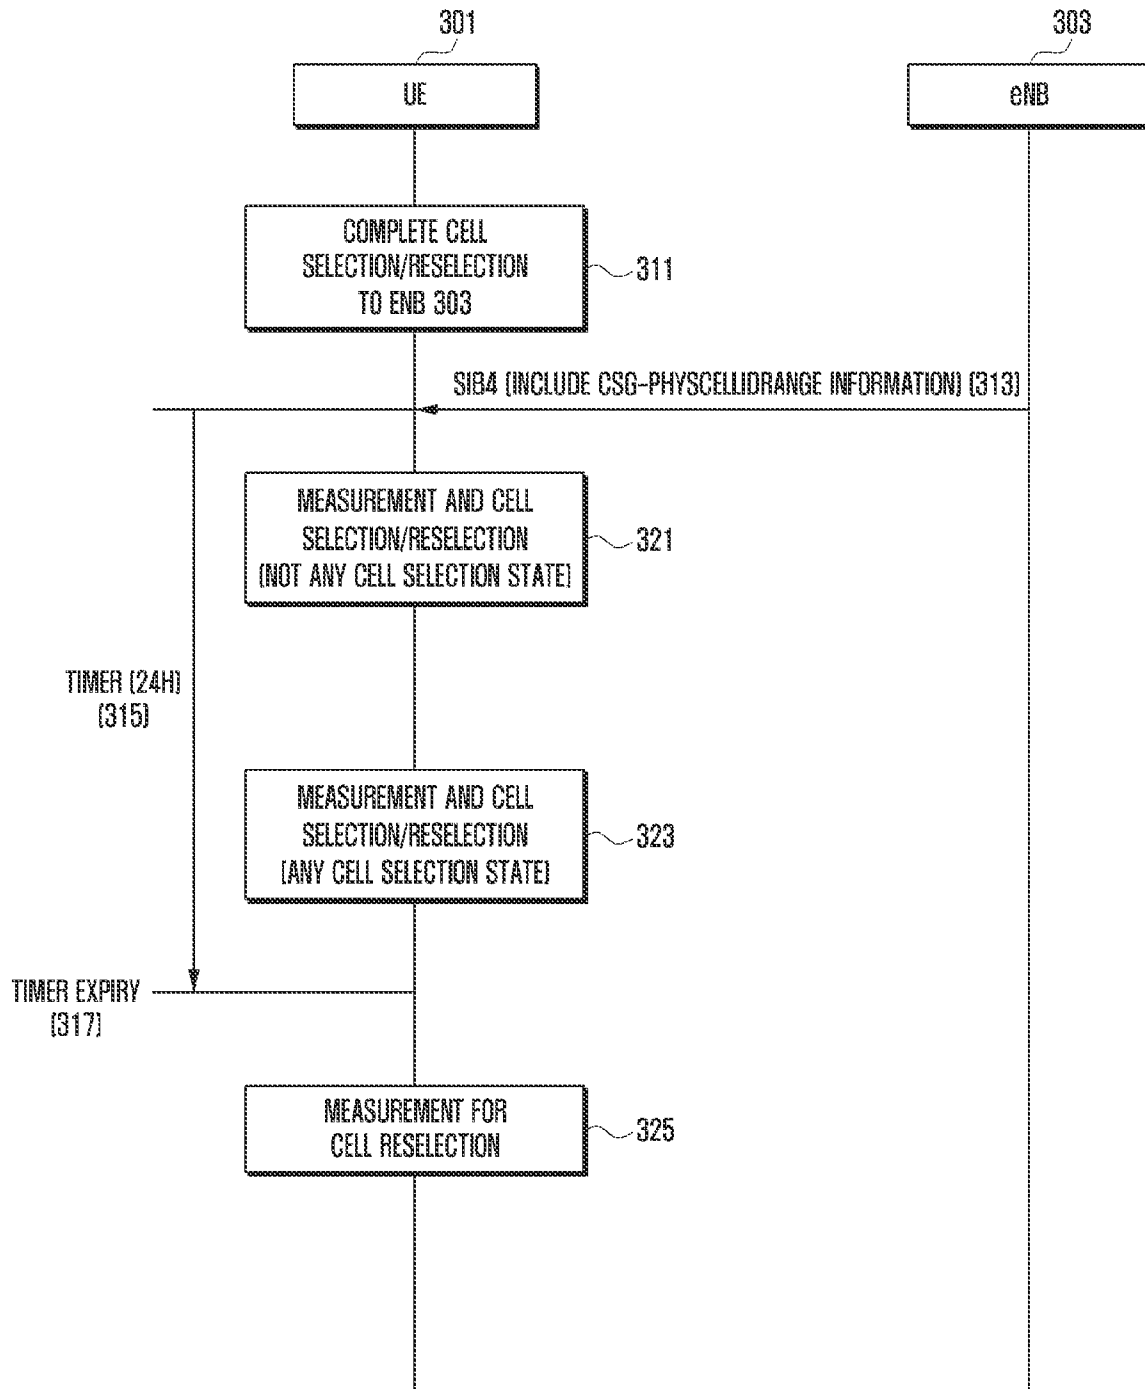 301
303
UE
eNB
COMPLETE CELL
SELECTION/RESELECTION
TO ENB 303
311
SIB4 (INCLUDE CSG-PHYSCELLIDRANGE INFORMATION) (313)
MEASUREMENT AND CELL
SELECTION/RESELECTION
(NOT ANY CELL SELECTION STATE)
321
TIMER (24H)
(315)
MEASUREMENT AND CELL
SELECTION/RESELECTION
(ANY CELL SELECTION STATE)
323
TIMER EXPIRY
(317)
MEASUREMENT FOR
CELL RESELECTION
325